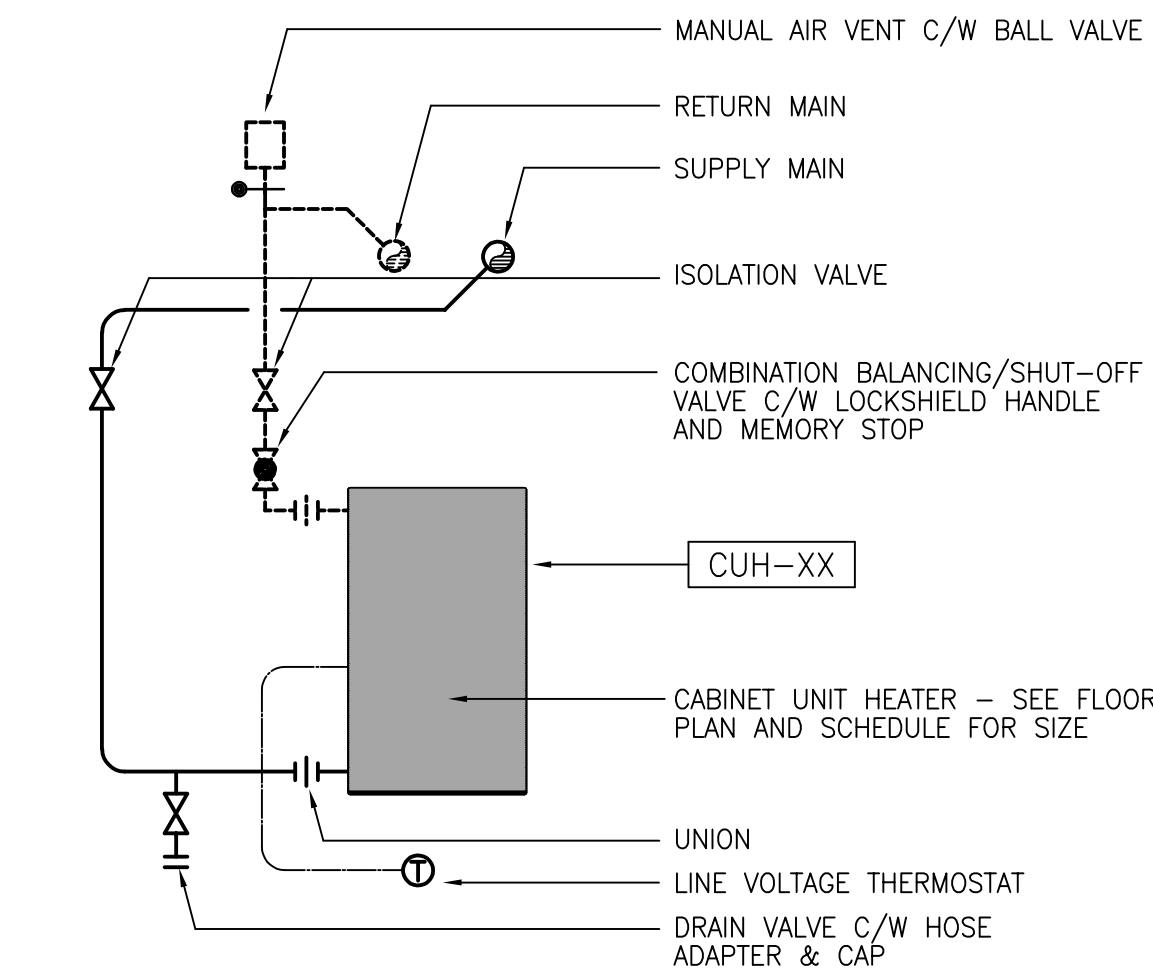 MANUAL AIR VENT C/W BALL VALVE
RETURN MAIN
SUPPLY MAIN
ISOLATION VALVE
COMBINATION BALANCING/SHUT-OFF
VALVE C/W LOCKSHIELD HANDLE
AND MEMORY STOP
CUH-XX
CABINET UNIT HEATER - SEE FLOOR
PLAN AND SCHEDULE FOR SIZE
UNION
T
LINE VOLTAGE THERMOSTAT
DRAIN VALVE C/W HOSE
ADAPTER & CAP